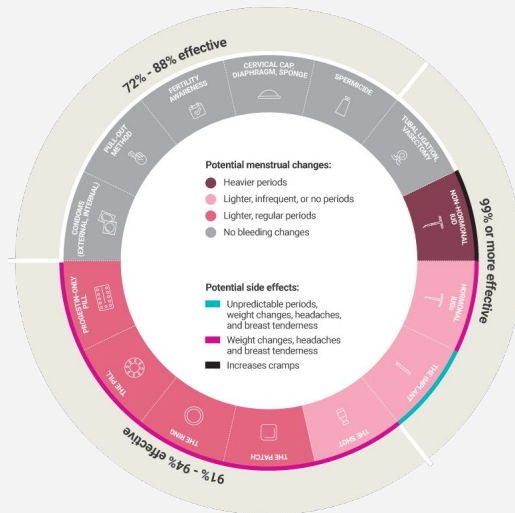 72% - 88% effective
CERVICAL CAP
DIAPHRAGM, SPONGE
SPERMICIDE
TUBAL LIGATION,
VASECTOMY
NON-HORMONAL
IUD
99% or more effective
HORMONAL
IUDs
THE IMPLANT
THE SHOT
THE PATCH
THE RING
THE PILL
91% - 94% effective
PROGESTIN-ONLY
PILL
CONDOMS
(EXTERNAL, INTERNAL)
PULL-OUT
METHOD
FERTILITY
AWARENESS
Potential menstrual changes:
Heavier periods
Lighter, infrequent, or no periods
Lighter, regular periods
No bleeding changes
Potential side effects:
Unpredictable periods,
weight changes, headaches,
and breast tenderness
Weight changes, headaches
and breast tenderness
Increases cramps